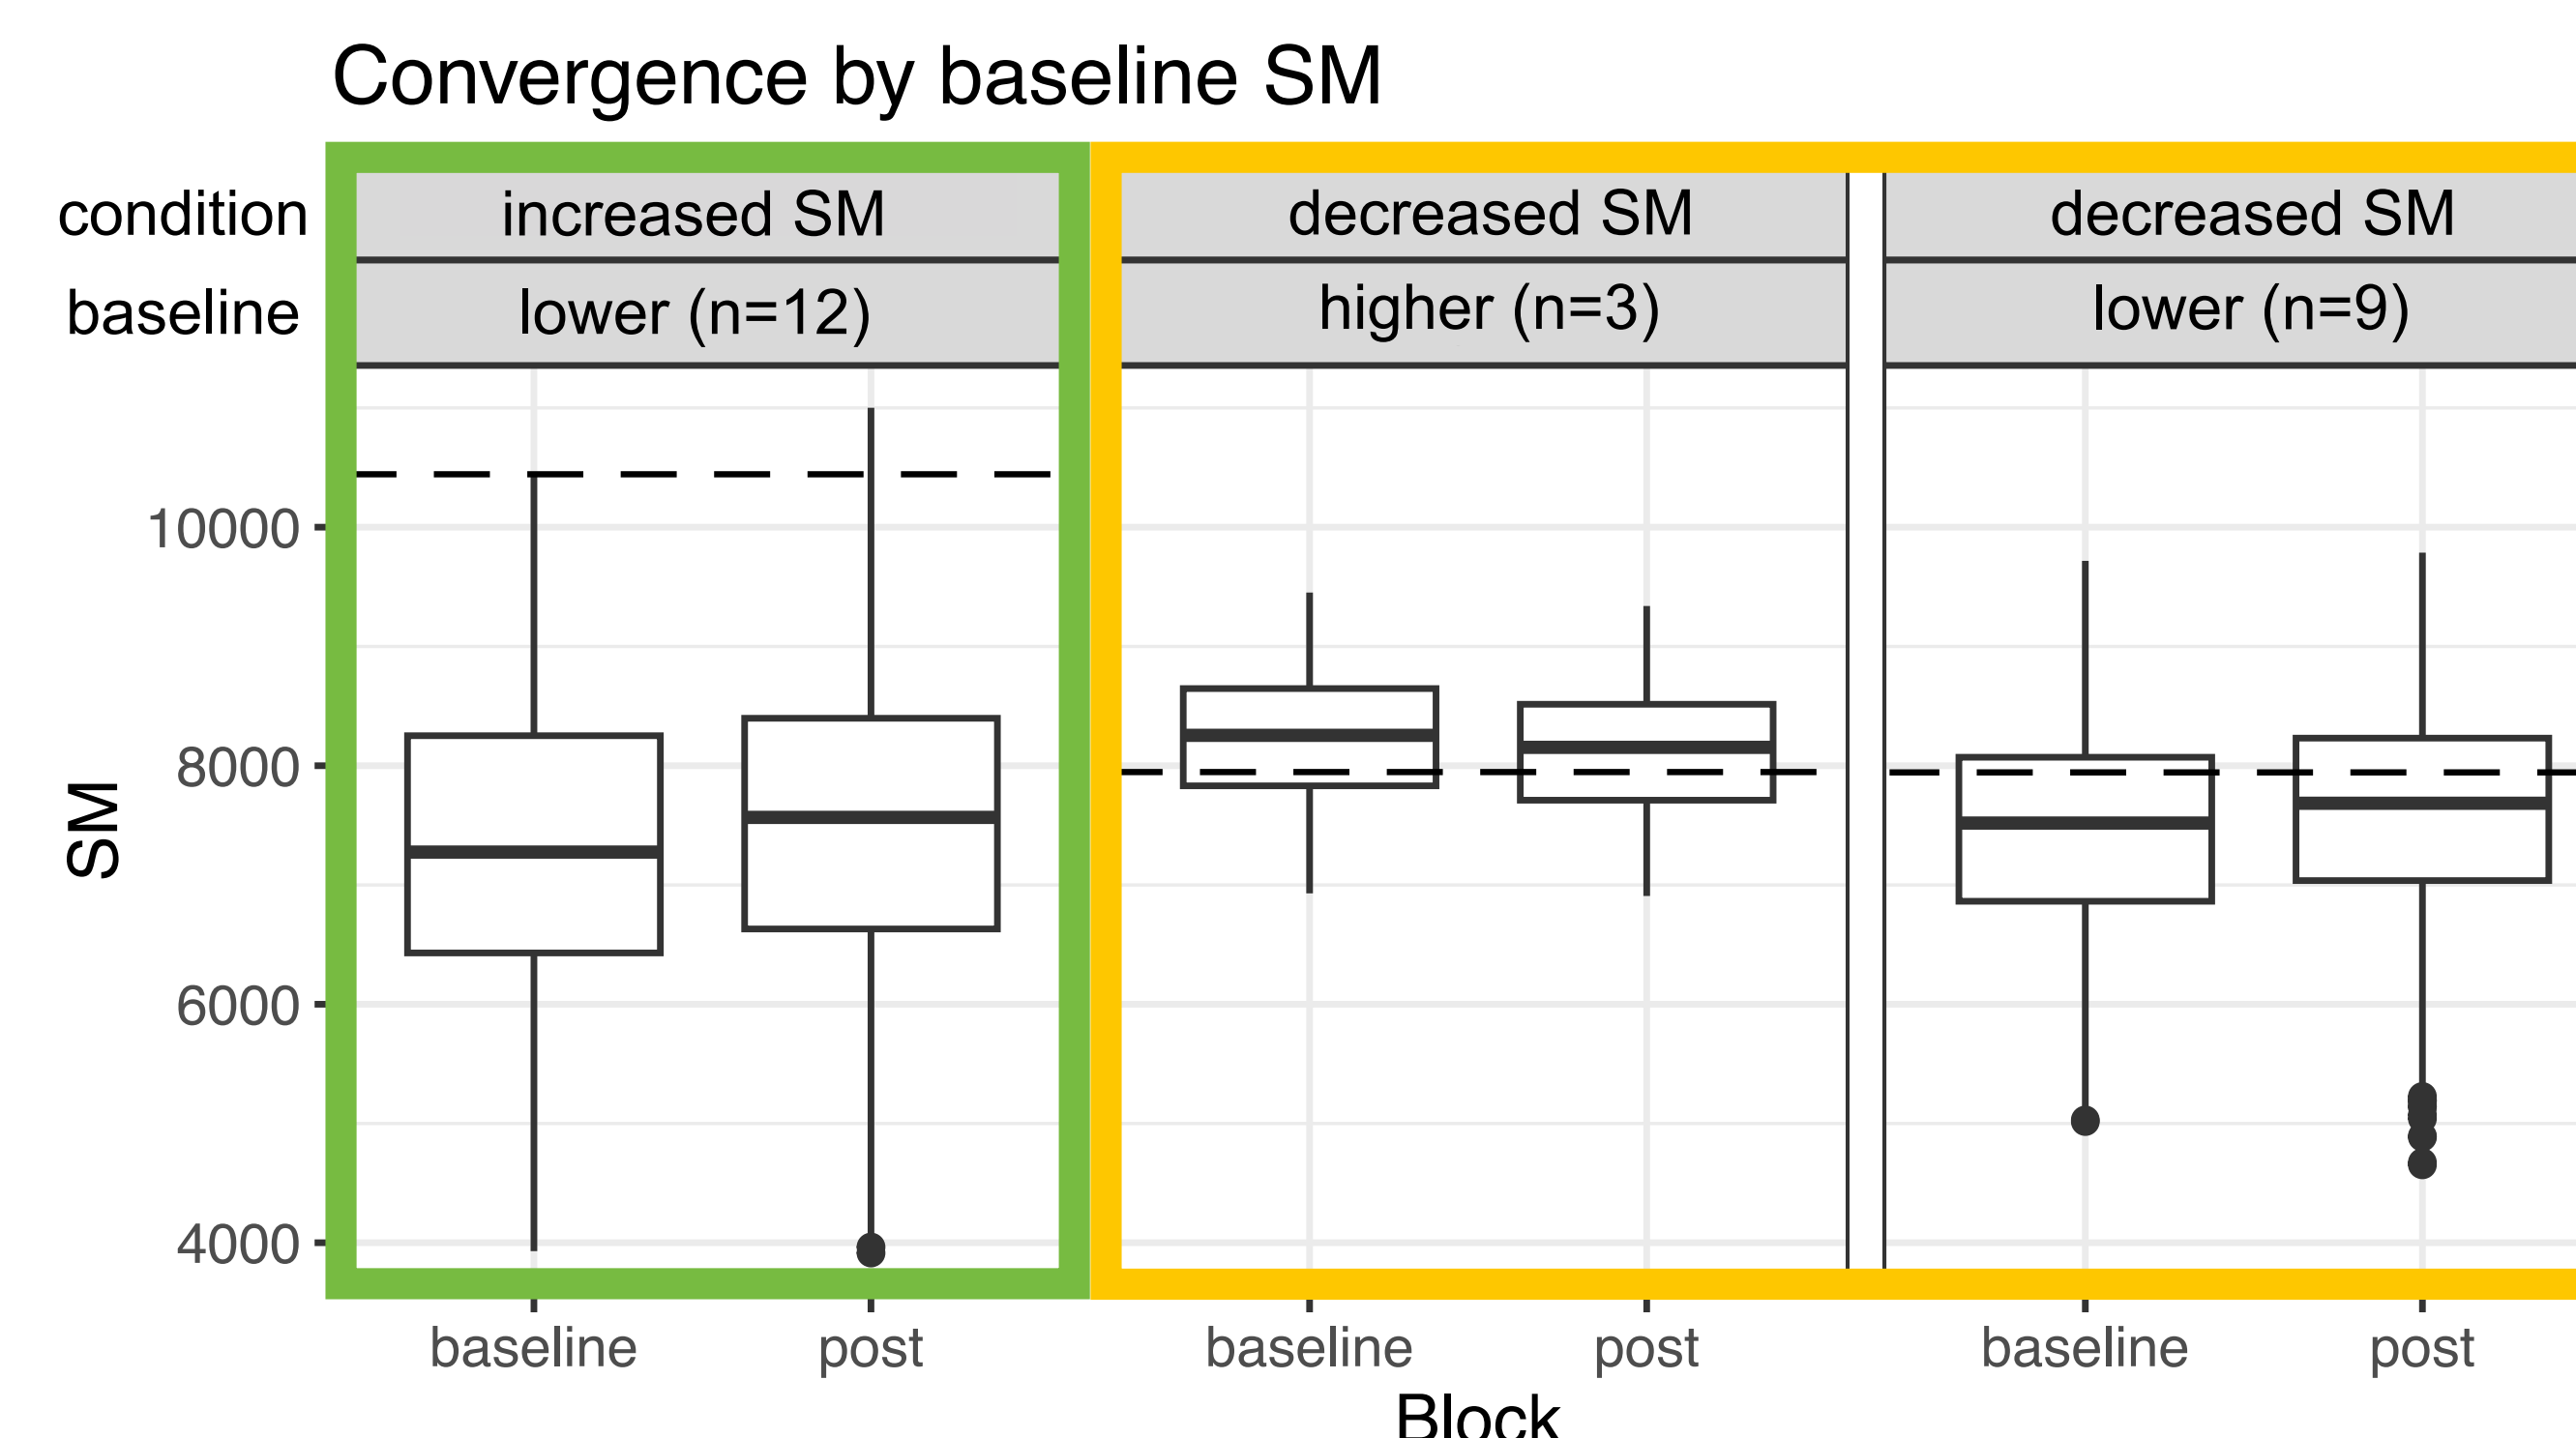 Convergence by baseline SM
condition increased SM decreased SM decreased SM
baseline lower (n=12) higher (n=3) lower (n=9)
10000
8000
6000
4000
SM
baseline post baseline post baseline post
Block